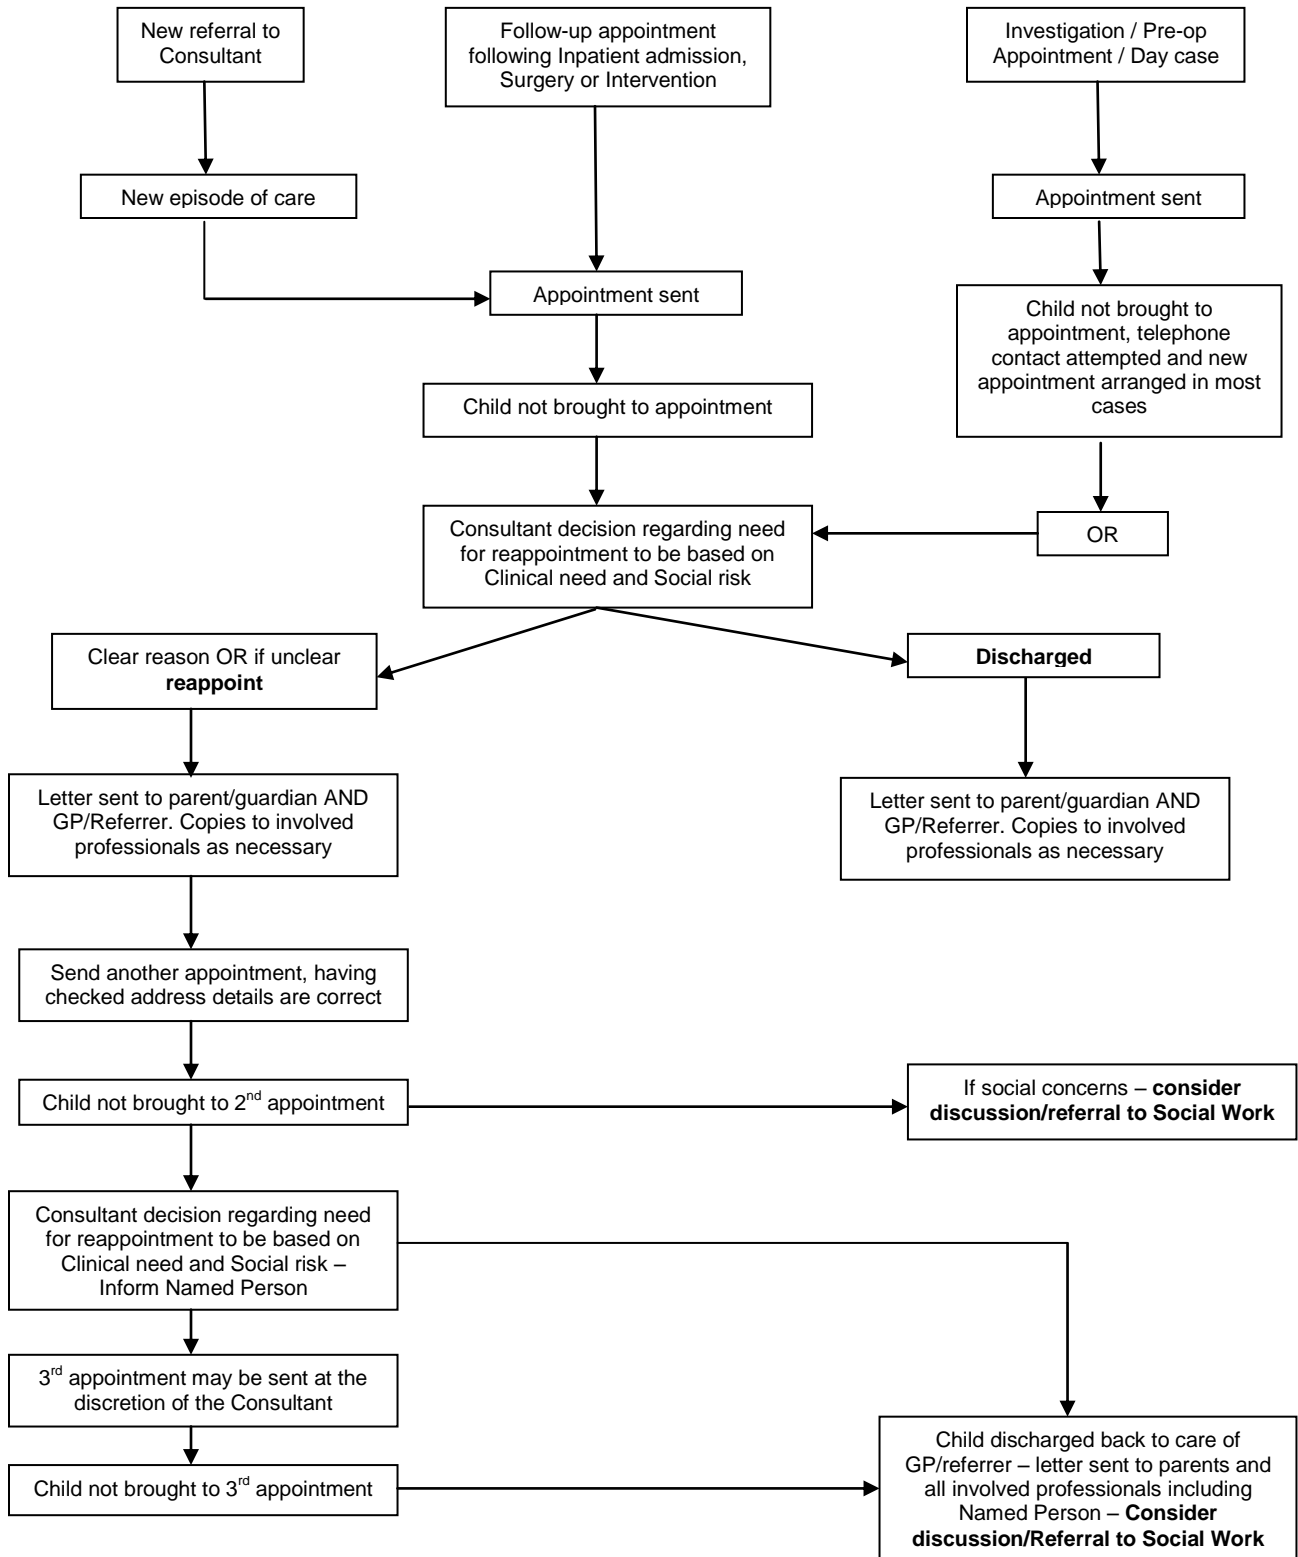 New referral to
Consultant
Follow-up appointment
following Inpatient admission,
Surgery or Intervention
Investigation / Pre-op
Appointment / Day case
New episode of care
Appointment sent
Appointment sent
Child not brought to
appointment, telephone
contact attempted and new
appointment arranged in most
cases
Child not brought to appointment
Consultant decision regarding need
for reappointment to be based on
Clinical need and Social risk
OR
Clear reason OR if unclear
reappoint
Discharged
Letter sent to parent/guardian AND
GP/Referrer. Copies to involved
professionals as necessary
Letter sent to parent/guardian AND
GP/Referrer. Copies to involved
professionals as necessary
Send another appointment, having
checked address details are correct
Child not brought to 2nd appointment
If social concerns – consider
discussion/referral to Social Work
Consultant decision regarding need
for reappointment to be based on
Clinical need and Social risk –
Inform Named Person
3rd appointment may be sent at the
discretion of the Consultant
Child not brought to 3rd appointment
Child discharged back to care of
GP/referrer – letter sent to parents and
all involved professionals including
Named Person – Consider
discussion/Referral to Social Work